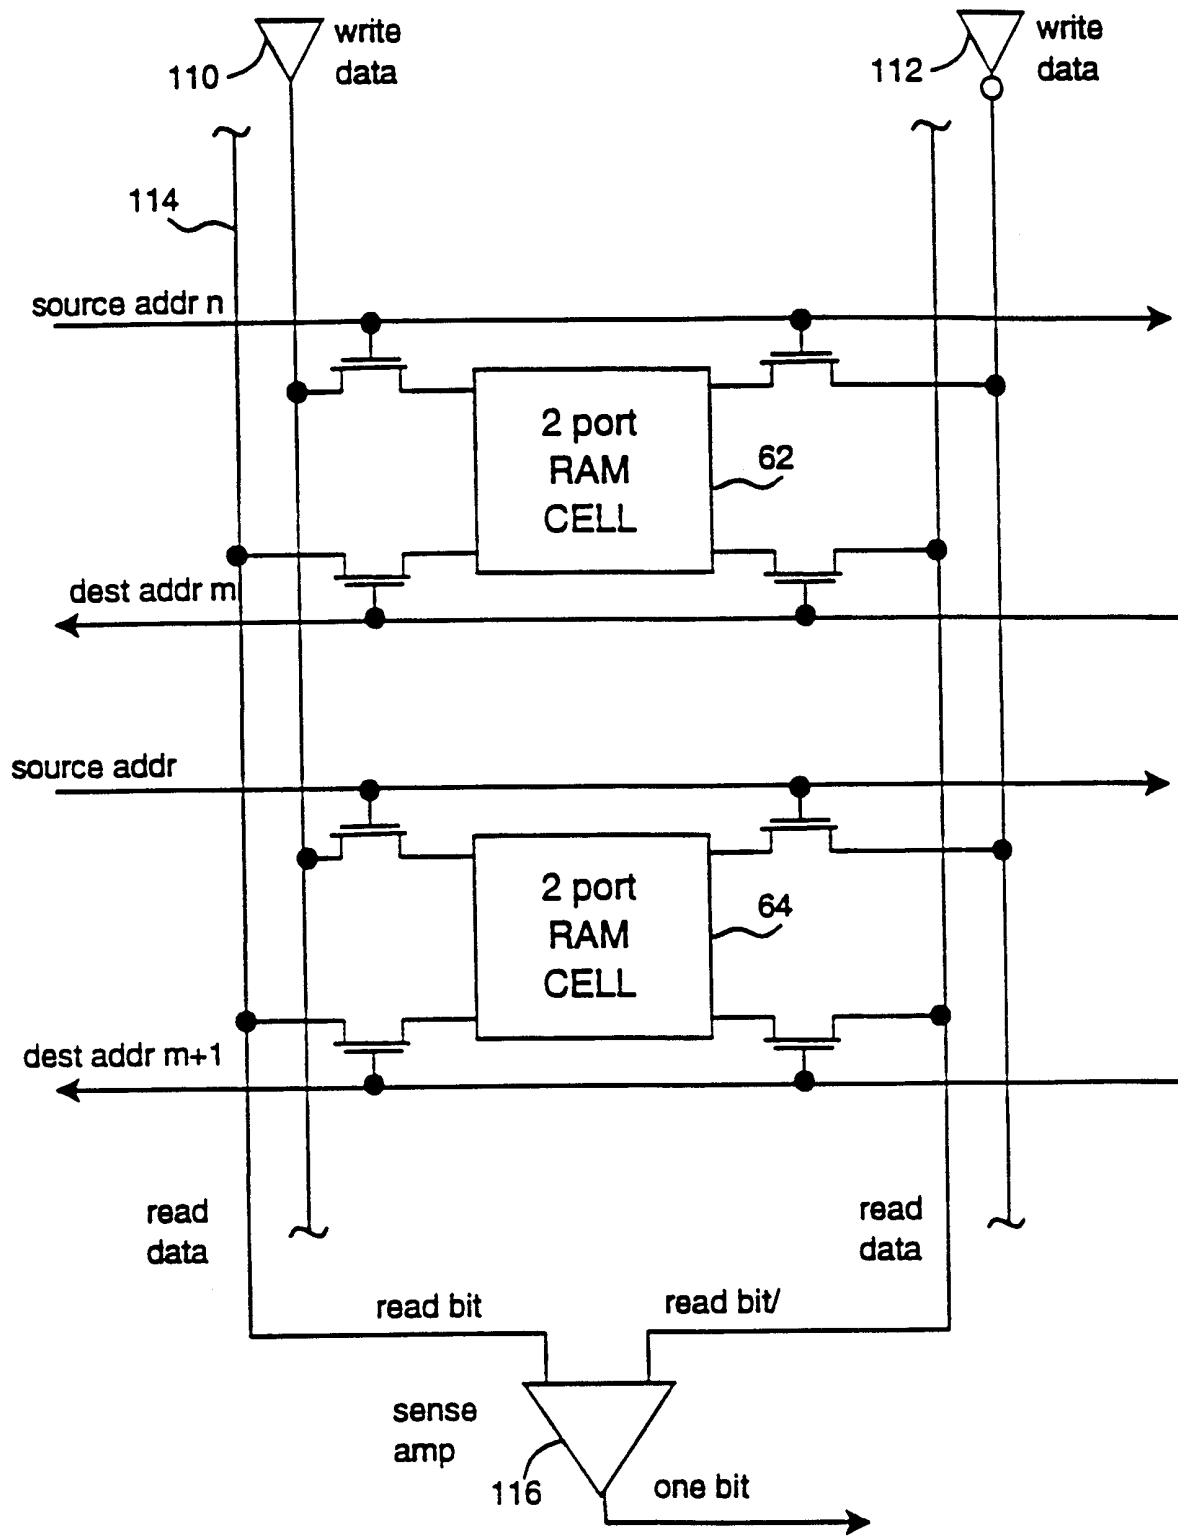 write
data
110
write
data
112
114
source addr n
2 port
RAM
CELL
62
dest addr m
source addr
2 port
RAM
CELL
64
dest addr m+1
read
data
read
data
read bit
read bit/
sense
amp
116
one bit